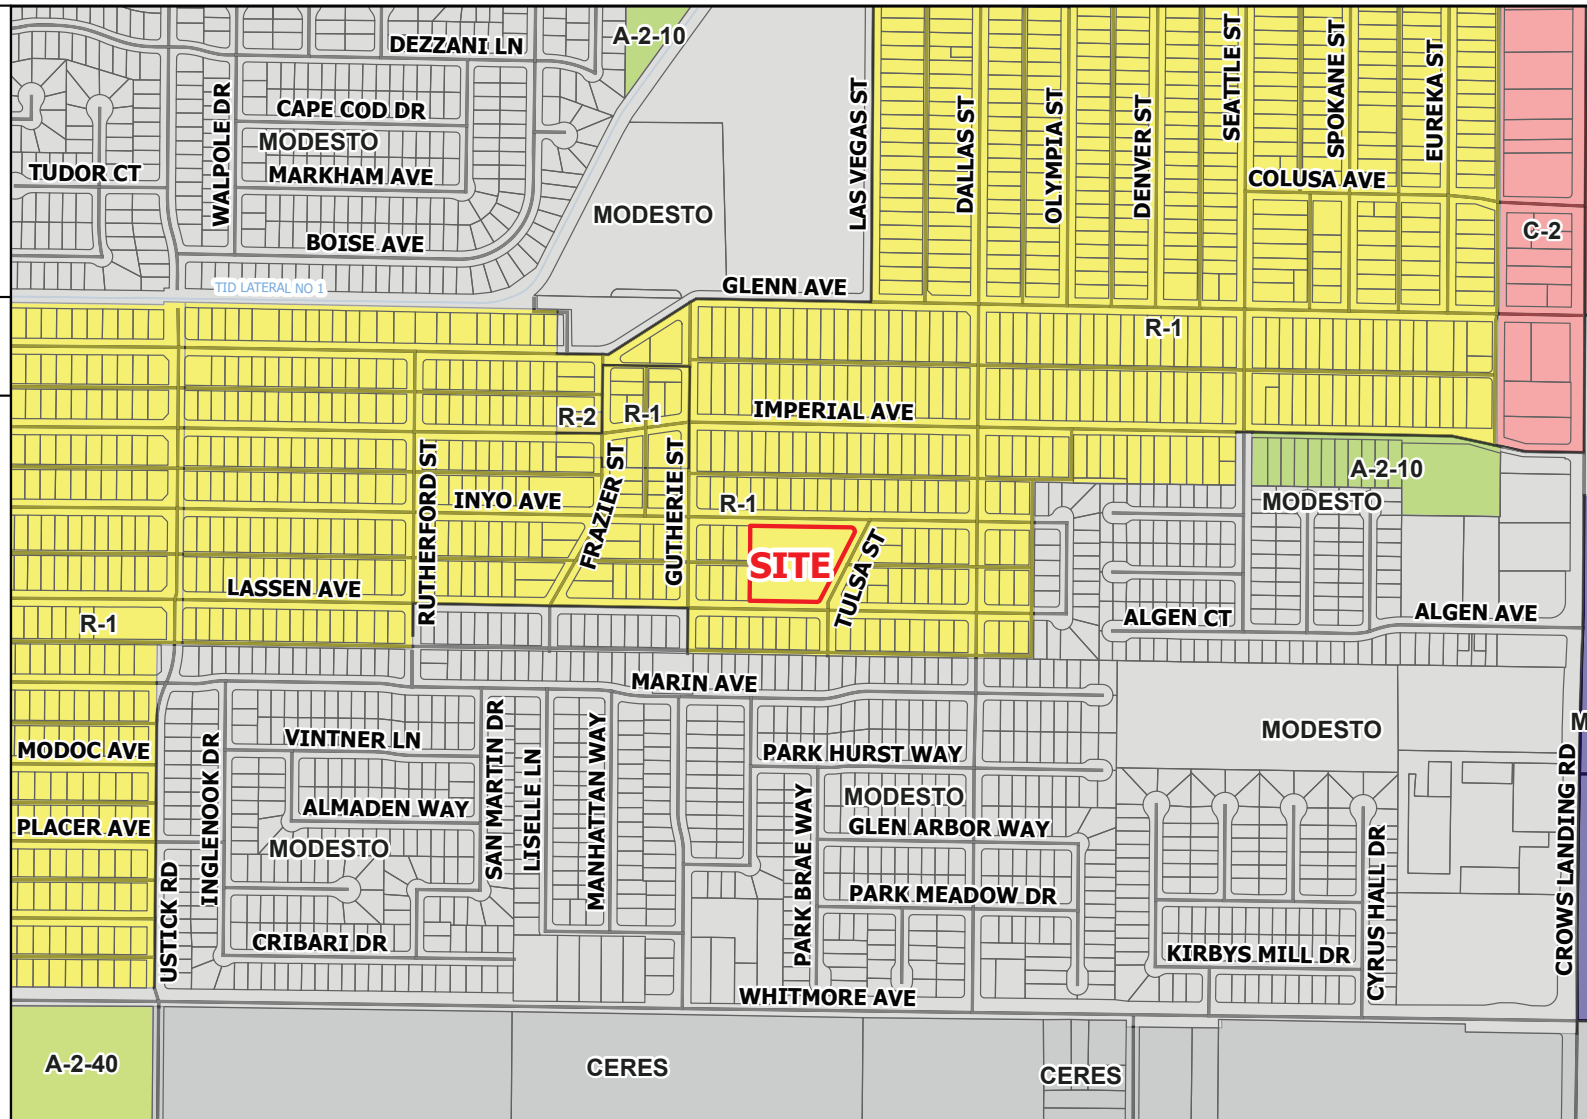 A-2-10
DEZZANI LN
CAPE COD DR
WALPOLE DR
MODESTO
TUDOR CT
MARKHAM AVE
BOISE AVE
TID LATERAL NO 1
MODESTO
GLENN AVE
LAS VEGAS ST
DALLAS ST
OLYMPIA ST
DENVER ST
SEATTLE ST
SPOKANE ST
EUREKA ST
COLUSA AVE
C-2
R-1
R-2
R-1
IMPERIAL AVE
RUTHERFORD ST
INYO AVE
FRAZIER ST
GUTHERIE ST
R-1
SITE
TULSA ST
A-2-10
MODESTO
LASSEN AVE
R-1
ALGEN CT
ALGEN AVE
MARIN AVE
MODOC AVE
INGLENOOK DR
VINTNER LN
SAN MARTIN DR
LISELLE LN
MANHATTAN WAY
PARK HURST WAY
MODESTO
M
CROWS LANDING RD
PLACER AVE
ALMADEN WAY
MODESTO
PARK BRAE WAY
MODESTO
GLEN ARBOR WAY
PARK MEADOW DR
CYRUS HALL DR
USTICK RD
CRIBARI DR
KIRBYS MILL DR
WHITMORE AVE
A-2-40
CERES
CERES